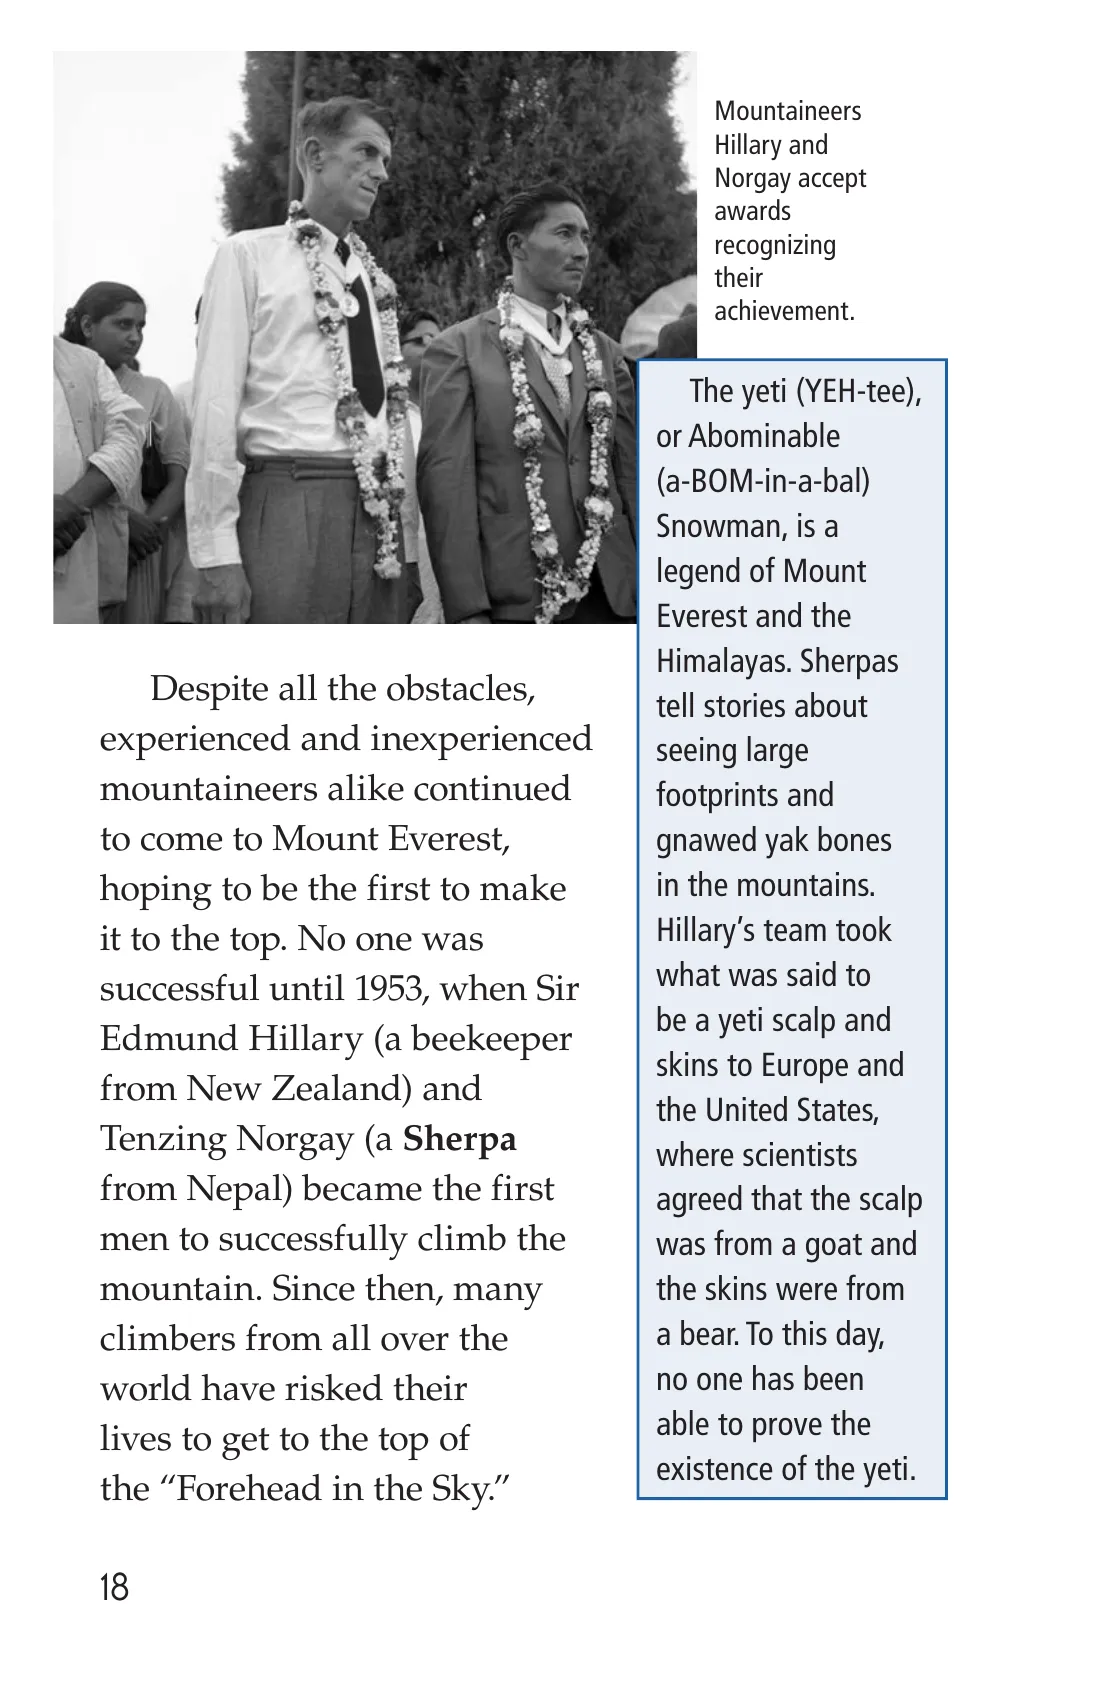 Mountaineers
Hillary and
Norgay accept
awards
recognizing
their
achievement.
The yeti (YEH-tee),
or Abominable
(a-BOM-in-a-bal)
Snowman, is a
legend of Mount
Everest and the
Himalayas. Sherpas
tell stories about
seeing large
footprints and
gnawed yak bones
in the mountains.
Hillary’s team took
what was said to
be a yeti scalp and
skins to Europe and
the United States,
where scientists
agreed that the scalp
was from a goat and
the skins were from
a bear. To this day,
no one has been
able to prove the
existence of the yeti.
Despite all the obstacles,
experienced and inexperienced
mountaineers alike continued
to come to Mount Everest,
hoping to be the first to make
it to the top. No one was
successful until 1953, when Sir
Edmund Hillary (a beekeeper
from New Zealand) and
Tenzing Norgay (a Sherpa
from Nepal) became the first
men to successfully climb the
mountain. Since then, many
climbers from all over the
world have risked their
lives to get to the top of
the “Forehead in the Sky.”
18